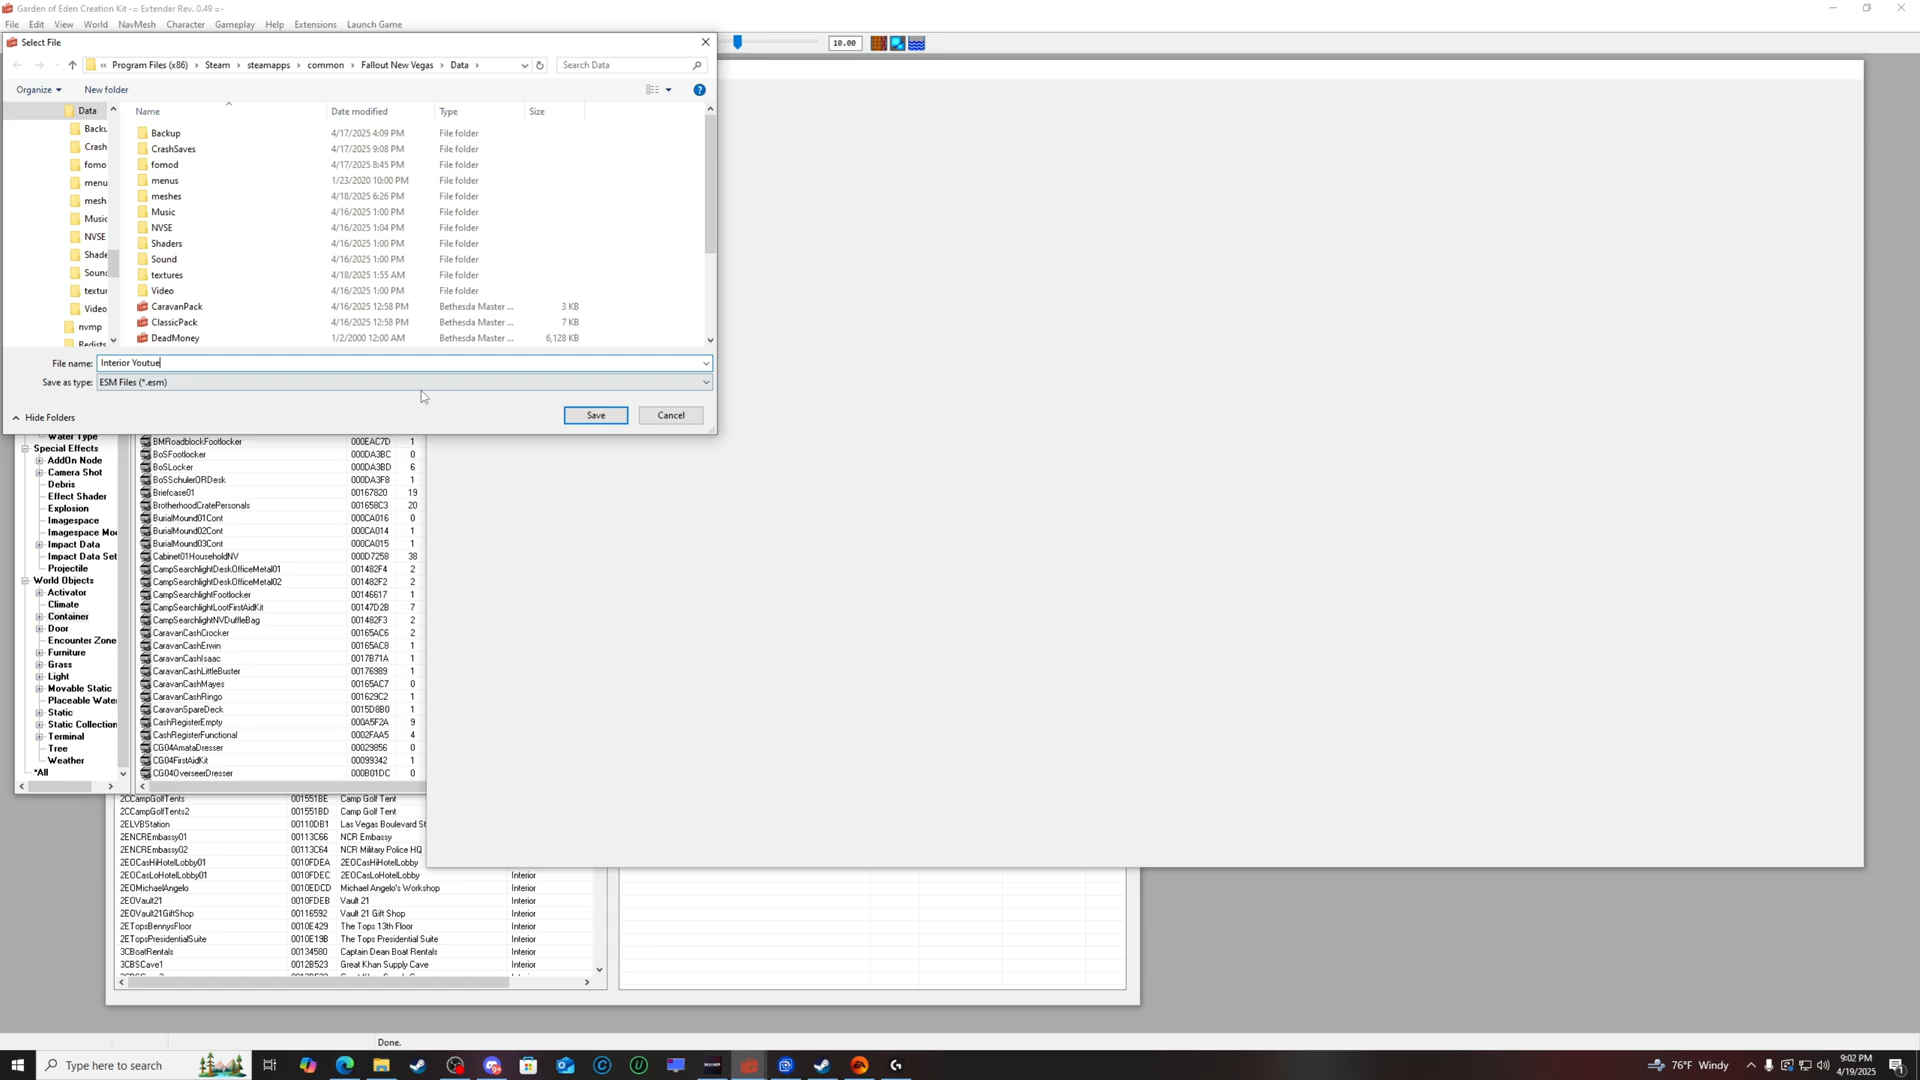 Garden of Eden Creation Kit -= Extender Rev. 0.49 =-
File Edit View World NavMesh Character Gameplay Help Extensions Launch Game
Select File
10.00
« Program Files (x86) › Steam › steamapps › common › Fallout New Vegas › Data ›
Search Data
Organize New folder
Data
Backu
Crash
fomo
menu
mesh
Music
NVSE
Shade
Sound
textur
Video
nvmp
Redists
Name Date modified Type Size
Backup 4/17/2025 4:09 PM File folder
CrashSaves 4/17/2025 9:08 PM File folder
fomod 4/17/2025 8:45 PM File folder
menus 1/23/2020 10:00 PM File folder
meshes 4/18/2025 6:26 PM File folder
Music 4/16/2025 1:00 PM File folder
NVSE 4/16/2025 1:04 PM File folder
Shaders 4/16/2025 1:00 PM File folder
Sound 4/16/2025 1:00 PM File folder
textures 4/18/2025 1:55 AM File folder
Video 4/16/2025 1:00 PM File folder
CaravanPack 4/16/2025 12:58 PM Bethesda Master ... 3 KB
ClassicPack 4/16/2025 12:58 PM Bethesda Master ... 7 KB
DeadMoney 1/2/2000 12:00 AM Bethesda Master ... 6,128 KB
File name: Interior Youtue
Save as type: ESM Files (*.esm)
Hide Folders Save Cancel
Water Type
Special Effects
AddOn Node
Camera Shot
Debris
Effect Shader
Explosion
Imagespace
Imagespace Mo
Impact Data
Impact Data Set
Projectile
World Objects
Activator
Climate
Container
Door
Encounter Zone
Furniture
Grass
Light
Movable Static
Placeable Wate
Static
Static Collection
Terminal
Tree
Weather
*All
BMRoadblockFootlocker 000EAC7D 1
BoSFootlocker 000DA3BC 0
BoSLocker 000DA3BD 6
BoSSchulerORDesk 000DA3F8 1
Briefcase01 00167820 19
BrotherhoodCratePersonals 001658C3 20
BurialMound01Cont 000CA016 0
BurialMound02Cont 000CA014 1
BurialMound03Cont 000CA015 1
Cabinet01HouseholdNV 000D7258 38
CampSearchlightDeskOfficeMetal01 001482F4 2
CampSearchlightDeskOfficeMetal02 001482F2 2
CampSearchlightFootlocker 00146617 1
CampSearchlightLootFirstAidKit 00147D2B 7
CampSearchlightNVDuffleBag 001482F3 2
CaravanCashCrocker 00165AC6 2
CaravanCashErwin 00165AC8 1
CaravanCashIsaac 0017B71A 1
CaravanCashLittleBuster 00176989 1
CaravanCashMayes 00165AC7 0
CaravanCashRingo 001629C2 1
CaravanSpareDeck 0015D8B0 1
CashRegisterEmpty 000A5F2A 9
CashRegisterFunctional 0002FAA5 4
CG04AmataDresser 00029856 0
CG04FirstAidKit 00099342 1
CG04OverseerDresser 000B01DC 0
2CCampGolfTents 001551BE Camp Golf Tent
2CCampGolfTents2 001551BD Camp Golf Tent
2ELVBStation 00110DB1 Las Vegas Boulevard St
2ENCREmbassy01 00113C66 NCR Embassy
2ENCREmbassy02 00113C64 NCR Military Police HQ
2EOCasHiHotelLobby01 0010FDEA 2EOCasHiHotelLobby
2EOCasLoHotelLobby01 0010FDEC 2EOCasLoHotelLobby Interior
2EOMichaelAngelo 0010EDCD Michael Angelo's Workshop Interior
2EOVault21 0010FDEB Vault 21 Interior
2EOVault21GiftShop 00116592 Vault 21 Gift Shop Interior
2ETopsBennysFloor 0010E429 The Tops 13th Floor Interior
2ETopsPresidentialSuite 0010E19B The Tops Presidential Suite Interior
3CBoatRentals 00134580 Captain Dean Boat Rentals Interior
3CBSCave1 0012B523 Great Khan Supply Cave Interior
Done.
Type here to search
76°F Windy
9:02 PM
4/19/2025